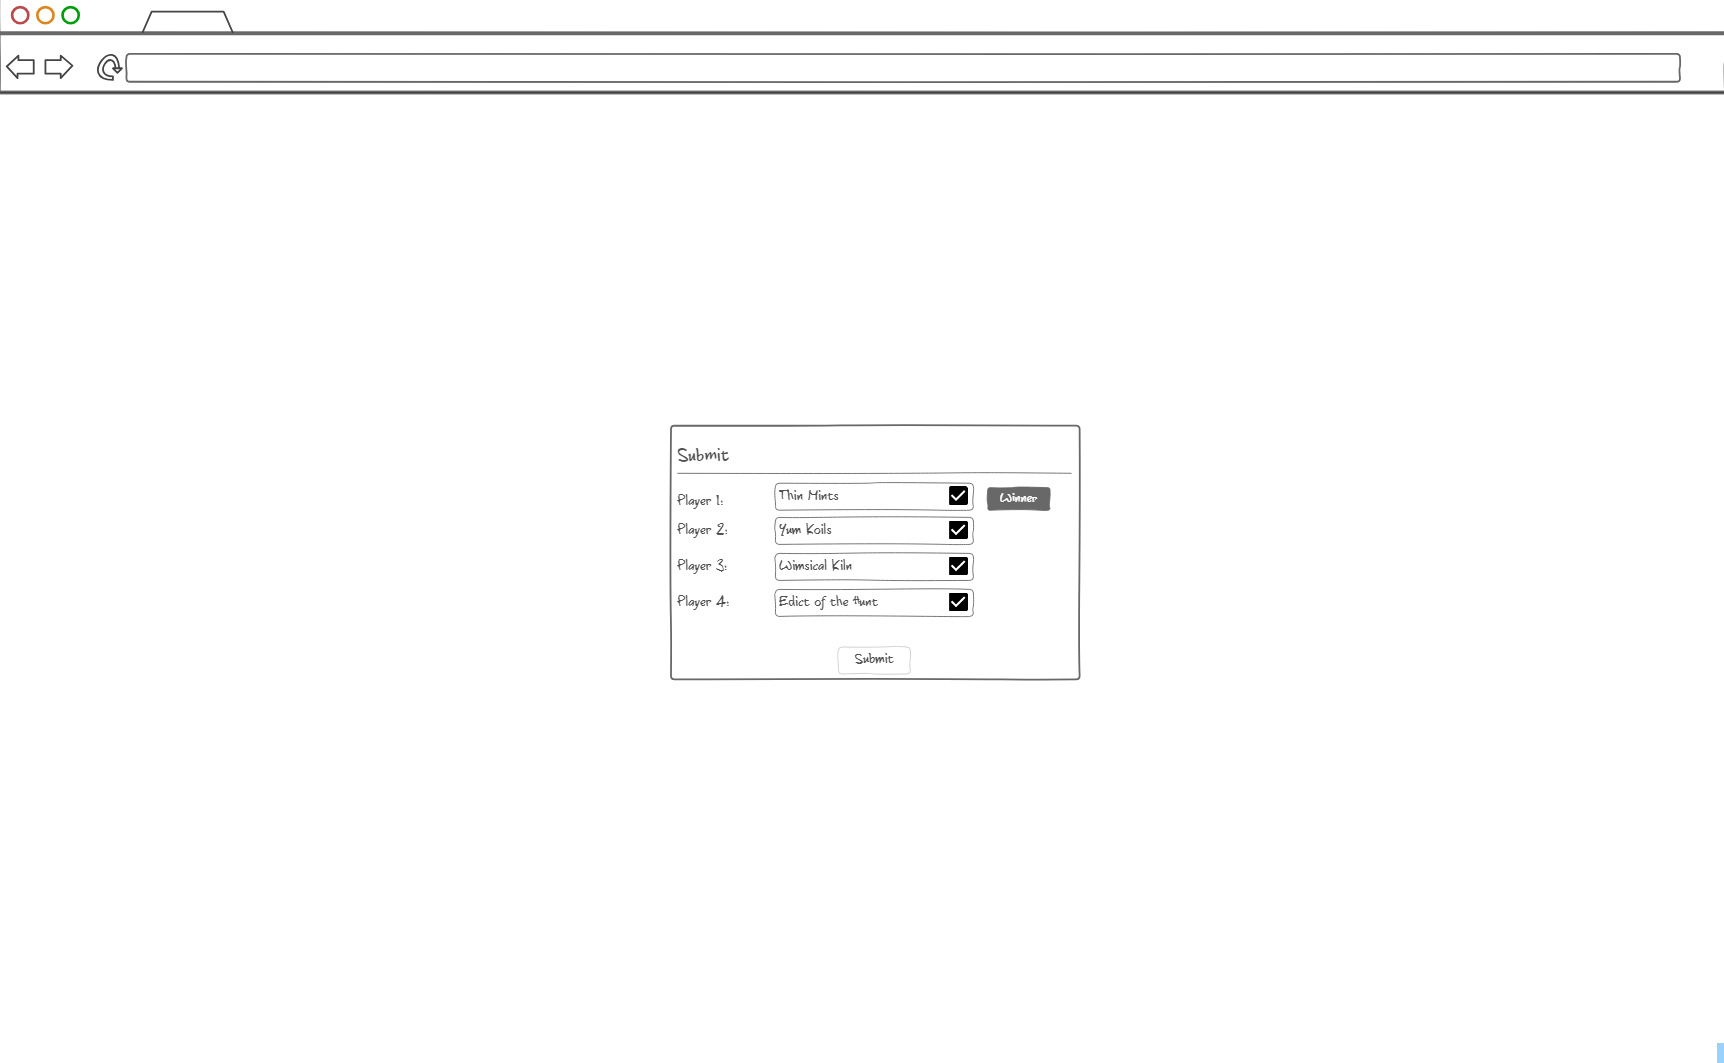 Submit
Player 1: Thin Mints Winner
Player 2: Yum Koils
Player 3: Wimsical Kiln
Player 4: Edict of the Hunt
Submit